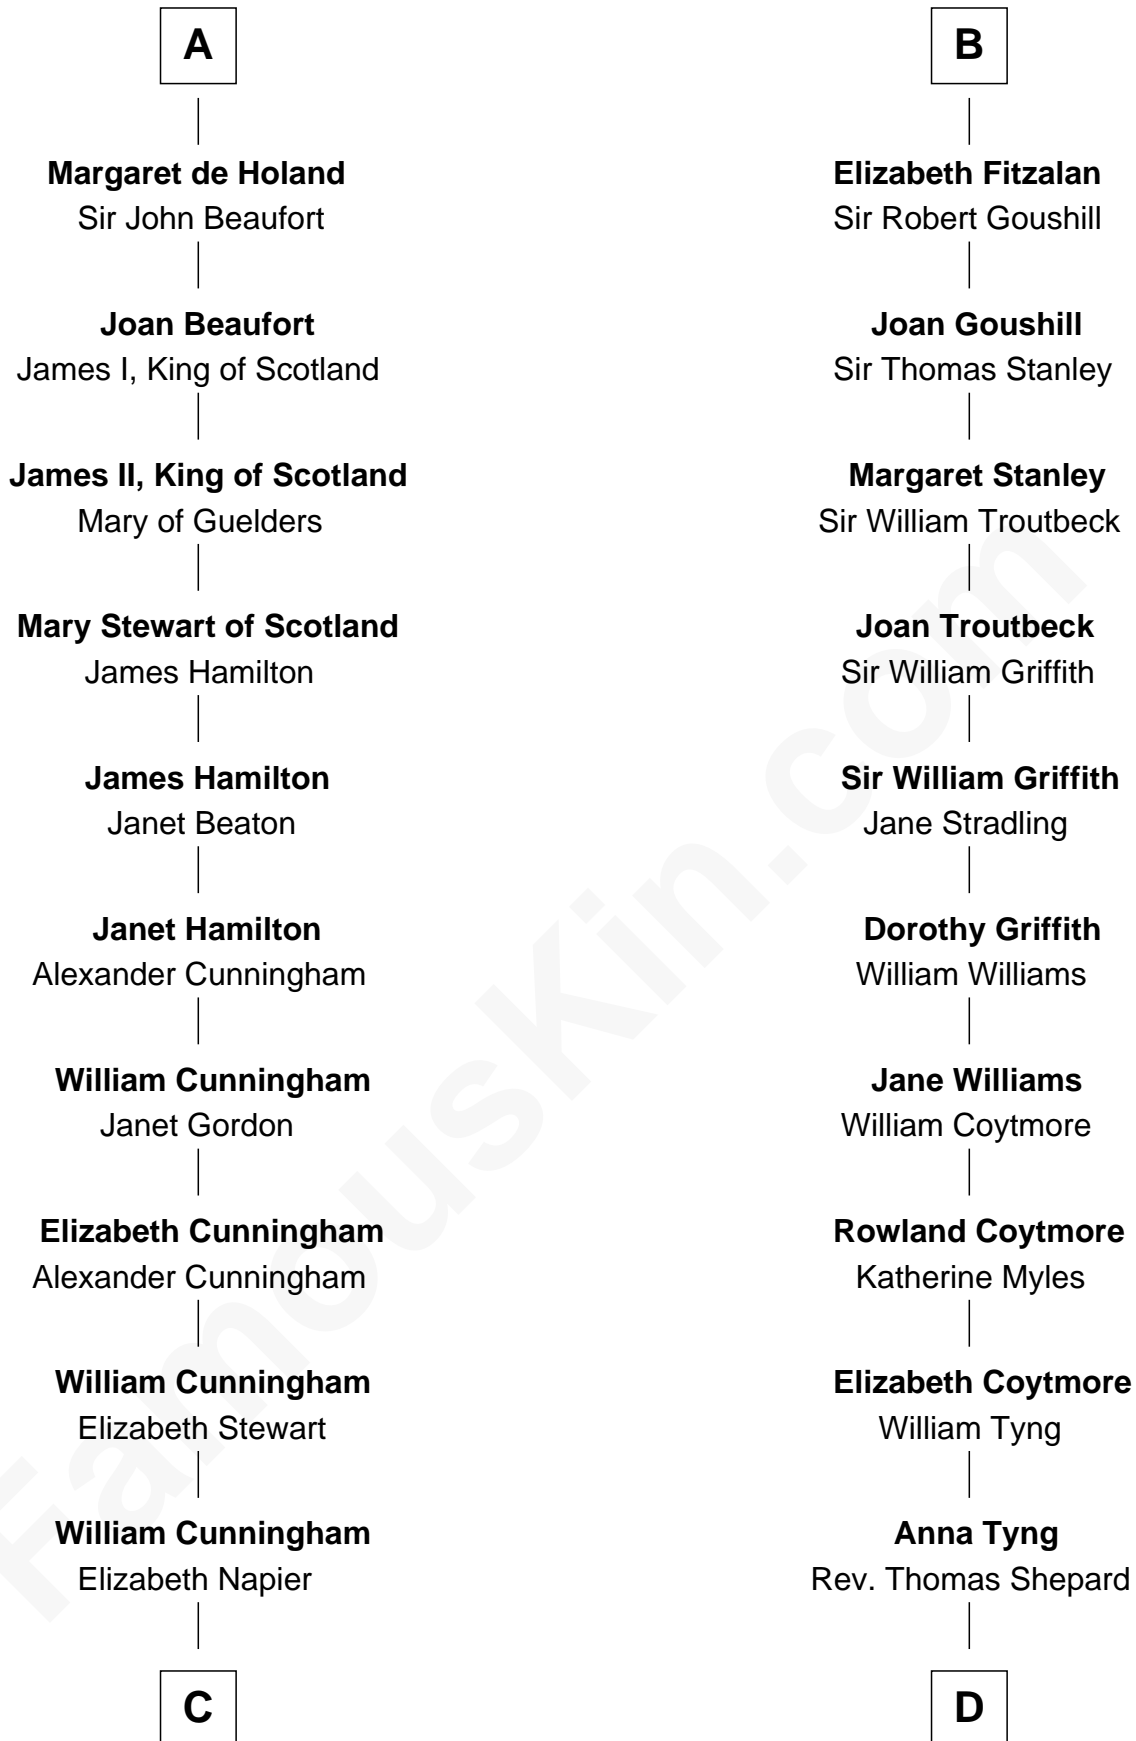 A
Margaret de Holand
Sir John Beaufort
Joan Beaufort
James I, King of Scotland
James II, King of Scotland
Mary of Guelders
Mary Stewart of Scotland
James Hamilton
James Hamilton
Janet Beaton
Janet Hamilton
Alexander Cunningham
William Cunningham
Janet Gordon
Elizabeth Cunningham
Alexander Cunningham
William Cunningham
Elizabeth Stewart
William Cunningham
Elizabeth Napier
C
B
Elizabeth Fitzalan
Sir Robert Goushill
Joan Goushill
Sir Thomas Stanley
Margaret Stanley
Sir William Troutbeck
Joan Troutbeck
Sir William Griffith
Sir William Griffith
Jane Stradling
Dorothy Griffith
William Williams
Jane Williams
William Coytmore
Rowland Coytmore
Katherine Myles
Elizabeth Coytmore
William Tyng
Anna Tyng
Rev. Thomas Shepard
D
FamousKin.com